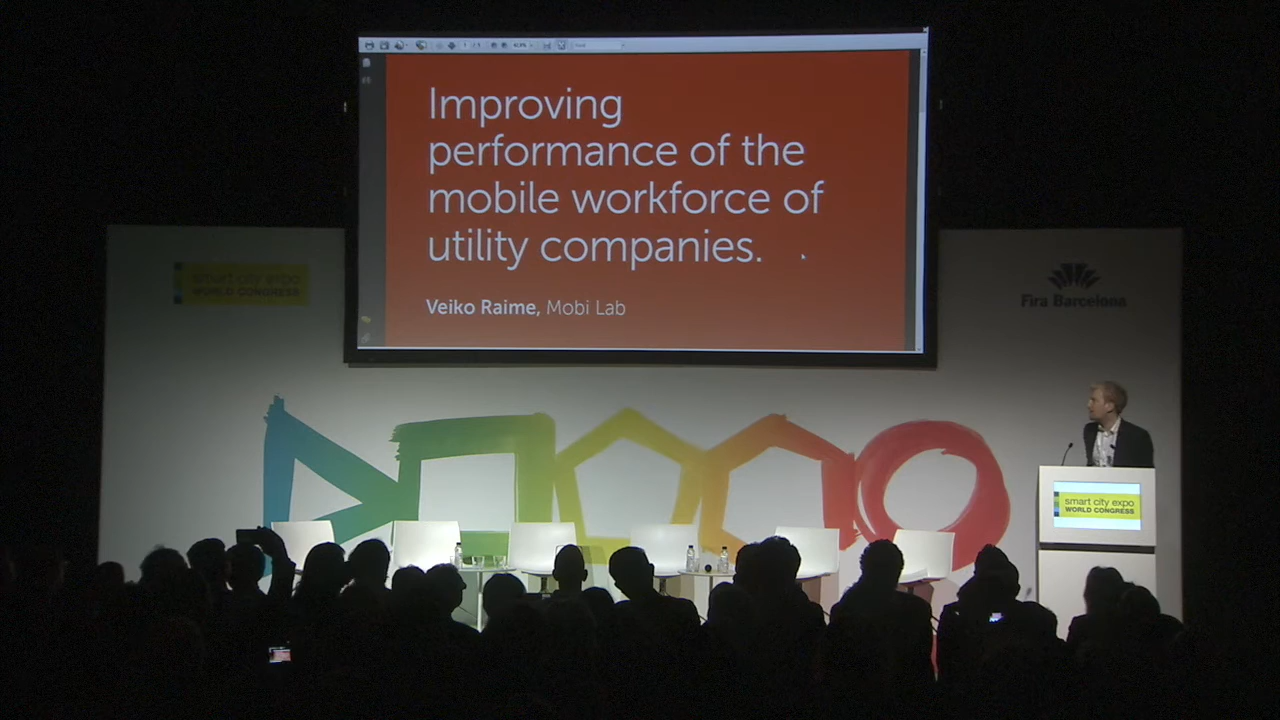 Improving
performance of the
mobile workforce of
utility companies.
Veiko Raime, Mobi Lab
smart city expo
WORLD CONGRESS
Fira Barcelona
smart city expo
WORLD CONGRESS